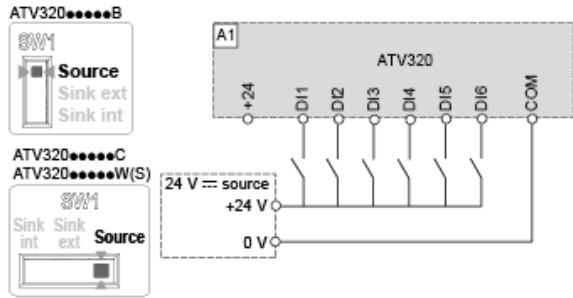 ATV320●●●●●B
SW1
Source
Sink ext
Sink int
ATV320●●●●●C
ATV320●●●●●W(S)
SW1
Sink int
Sink ext
Source
A1
ATV320
+24
DI1
DI2
DI3
DI4
DI5
DI6
COM
24 V ⎓ source
+24 V
0 V